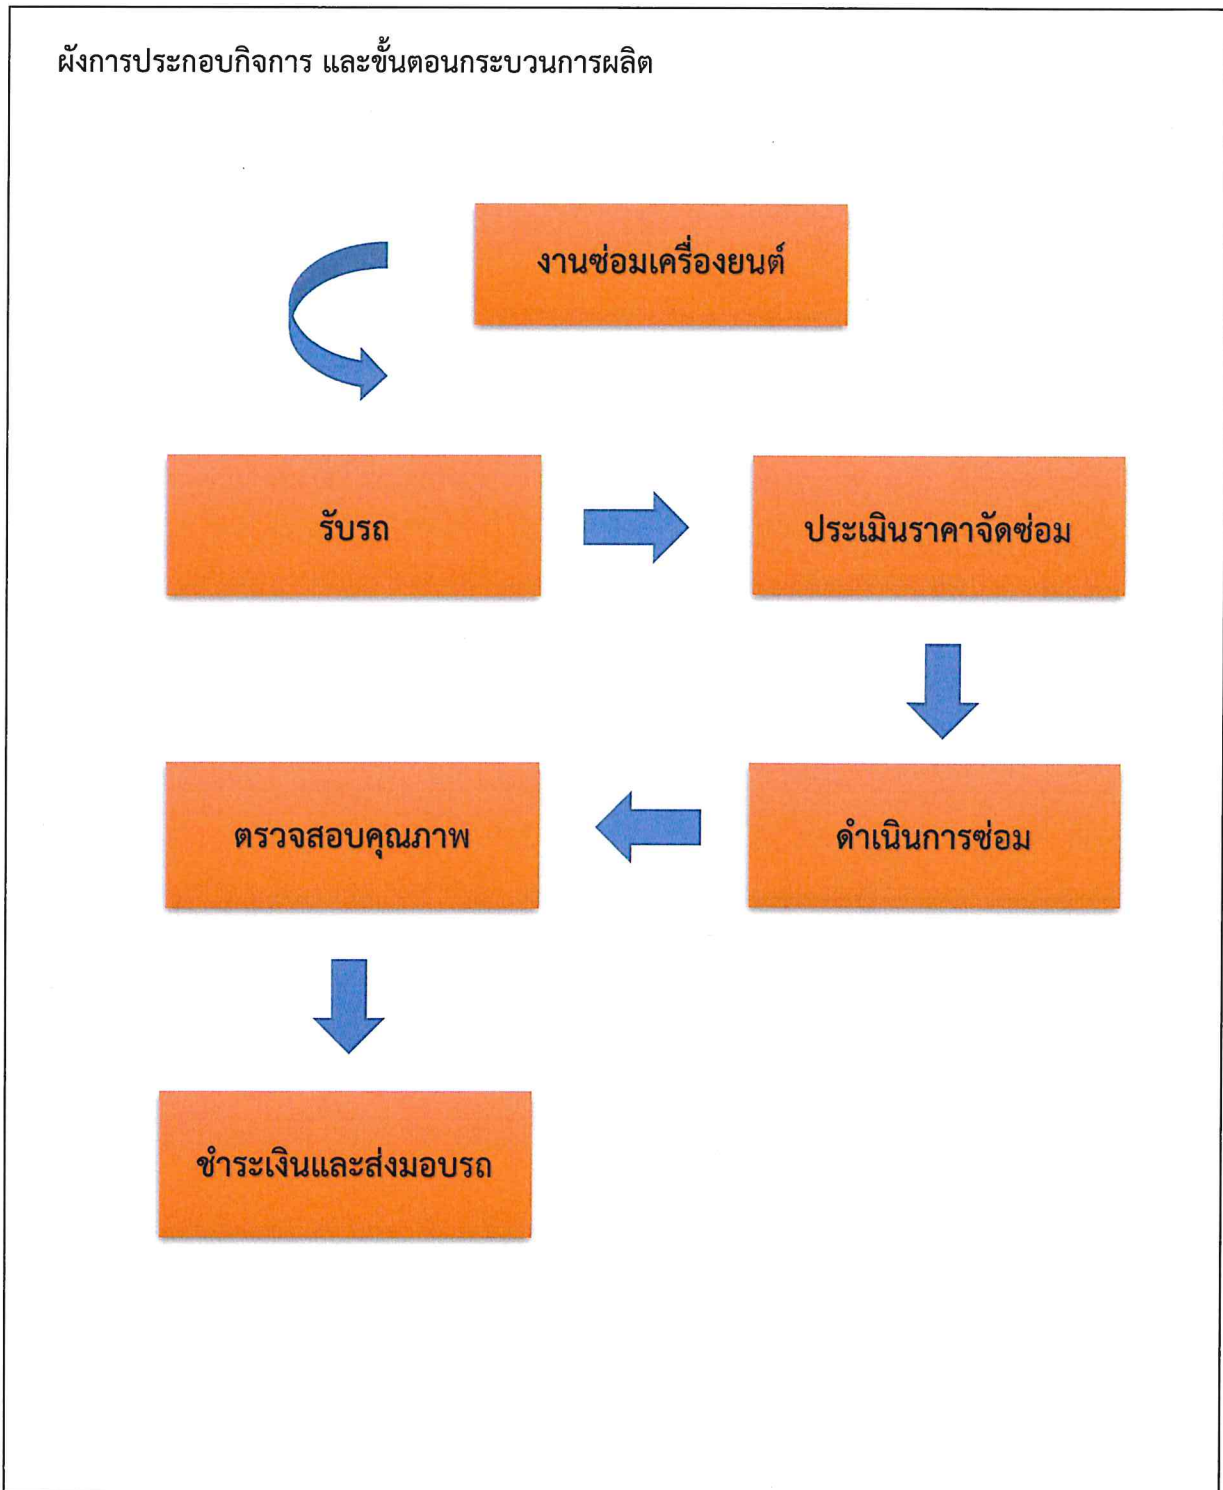 ผังการประกอบกิจการ และขั้นตอนกระบวนการผลิต
งานซ่อมเครื่องยนต์
รับรถ
ประเมินราคาจัดซ่อม
ดำเนินการซ่อม
ตรวจสอบคุณภาพ
ชำระเงินและส่งมอบรถ